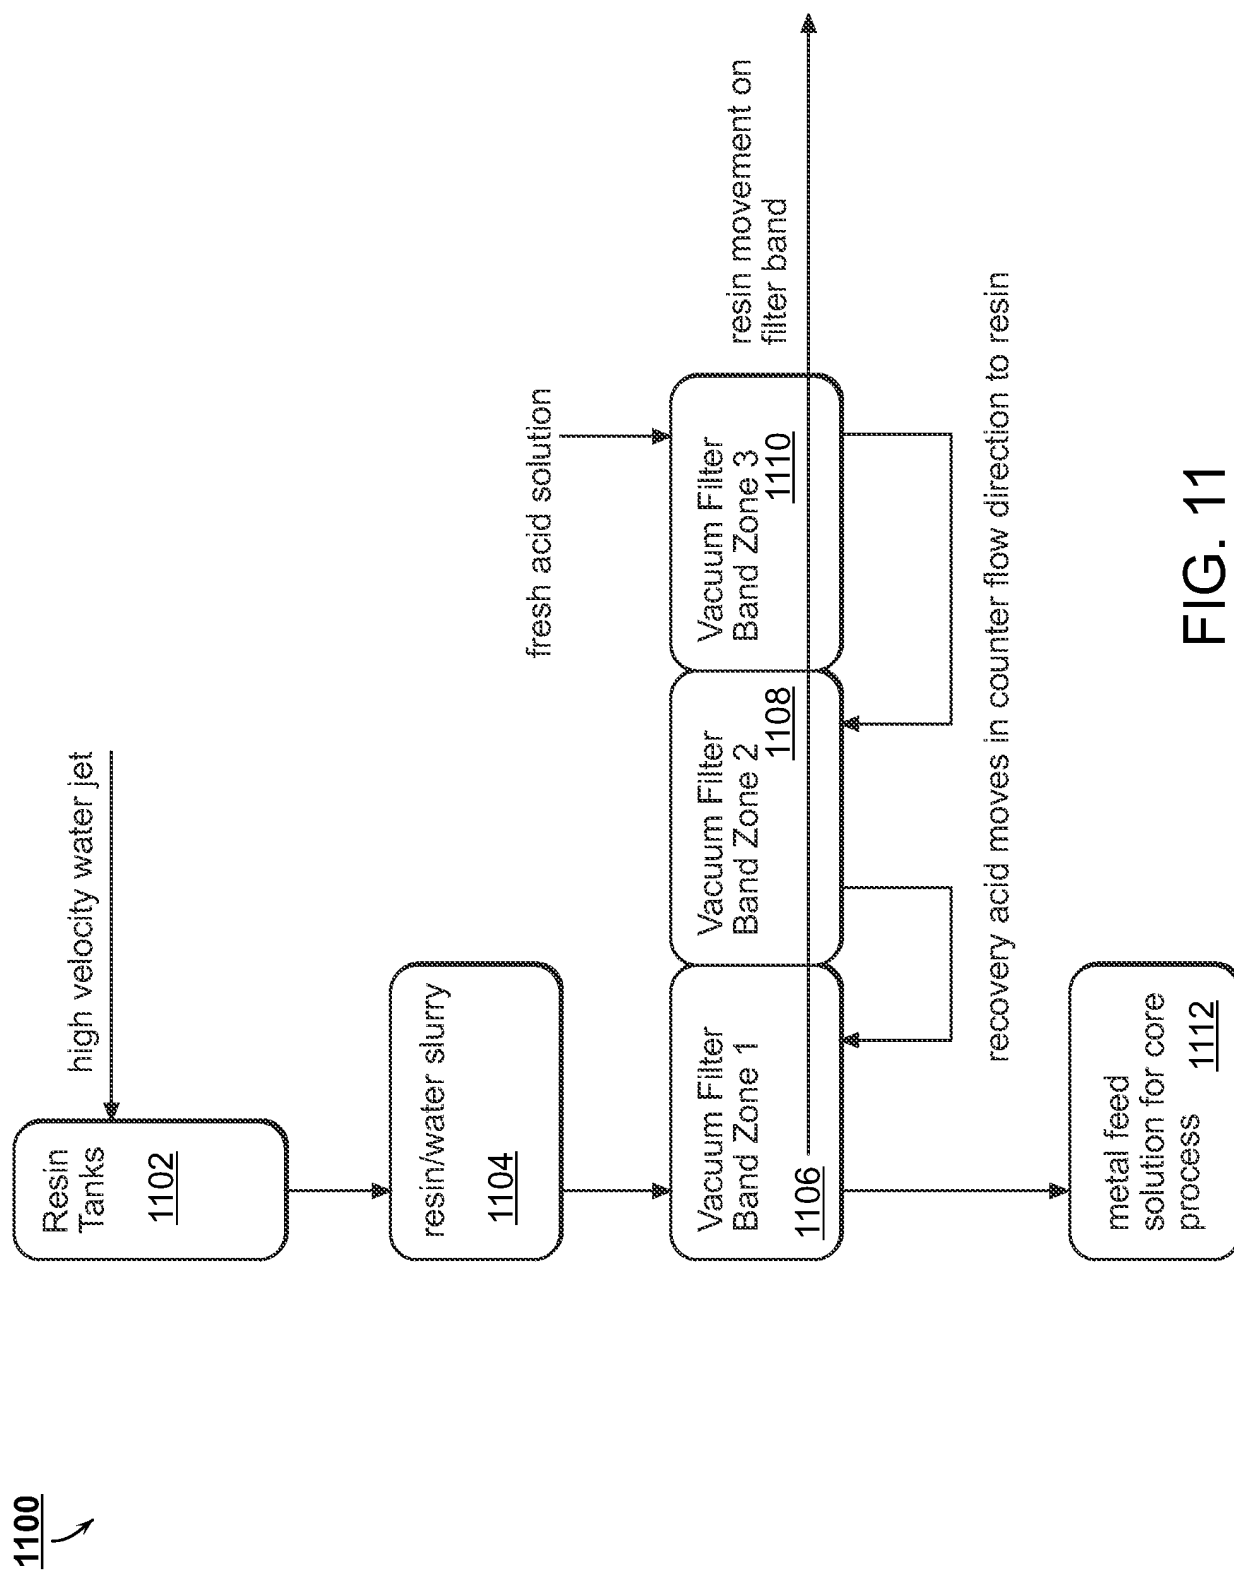 1100
high velocity water jet
Resin
Tanks
1102
resin/water slurry
1104
fresh acid solution
Vacuum Filter
Band Zone 1
1106
Vacuum Filter
Band Zone 2
1108
Vacuum Filter
Band Zone 3
1110
resin movement on
filter band
recovery acid moves in counter flow direction to resin
metal feed
solution for core
process
1112
FIG. 11